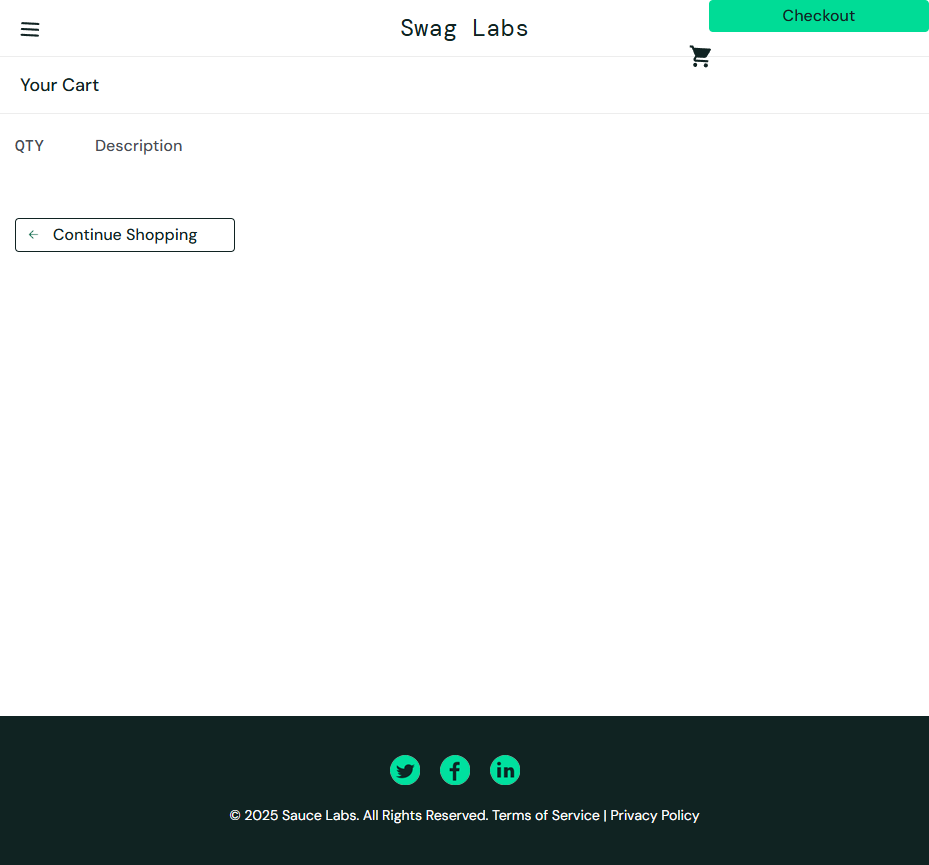 Swag Labs
Checkout
Your Cart
QTY Description
Continue Shopping
© 2025 Sauce Labs. All Rights Reserved. Terms of Service | Privacy Policy